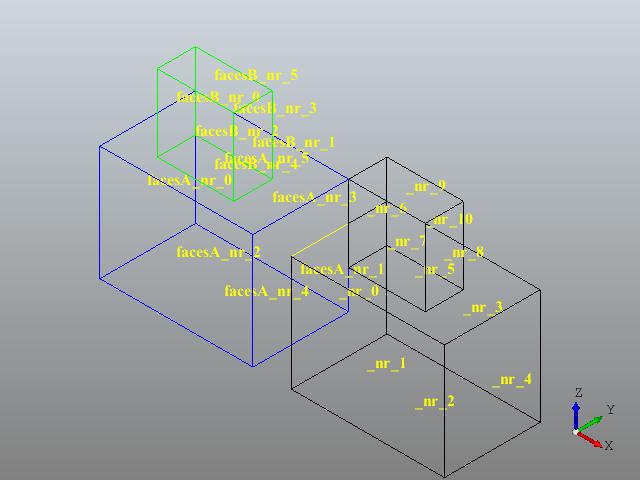 facesB_nr_5
facesB_nr_0
facesB_nr_3
facesB_nr_2
facesB_nr_1
facesA_nr_5
facesB_nr_4
facesA_nr_0
_nr_9
facesA_nr_3
_nr_6
_nr_10
_nr_7
facesA_nr_2
_nr_8
facesA_nr_1
_nr_5
facesA_nr_4
_nr_0
_nr_3
_nr_1
_nr_4
_nr_2
Z
Y
X